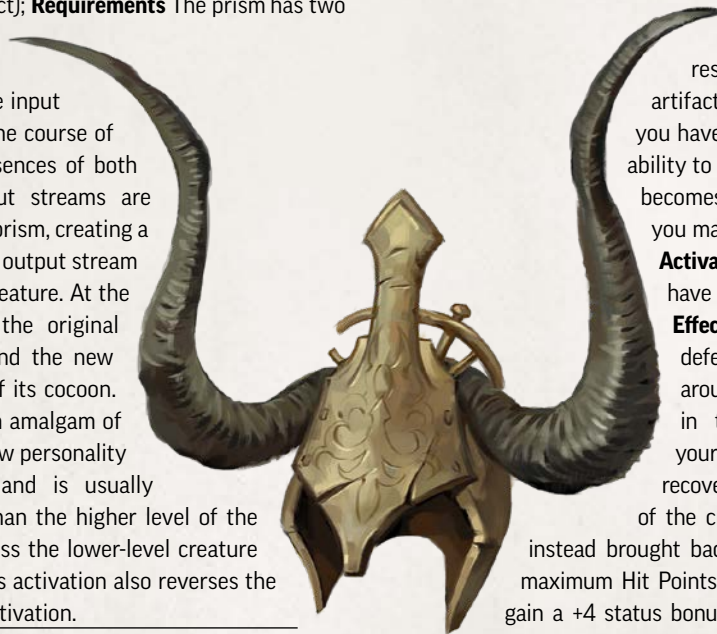 ct); Requirements The prism has two
e input
he course of
sences of both
ut streams are
orism, creating a
output stream
eature. At the
the original
nd the new
f its cocoon.
n amalgam of
w personality
and is usually
han the higher level of the
ss the lower-level creature
s activation also reverses the
tivation.
res
artifact
you have
ability to
becomes
you ma
Activa
have
Effec
defe
arou
in t
your
recove
of the c
instead brought bac
maximum Hit Points
gain a +4 status bonu